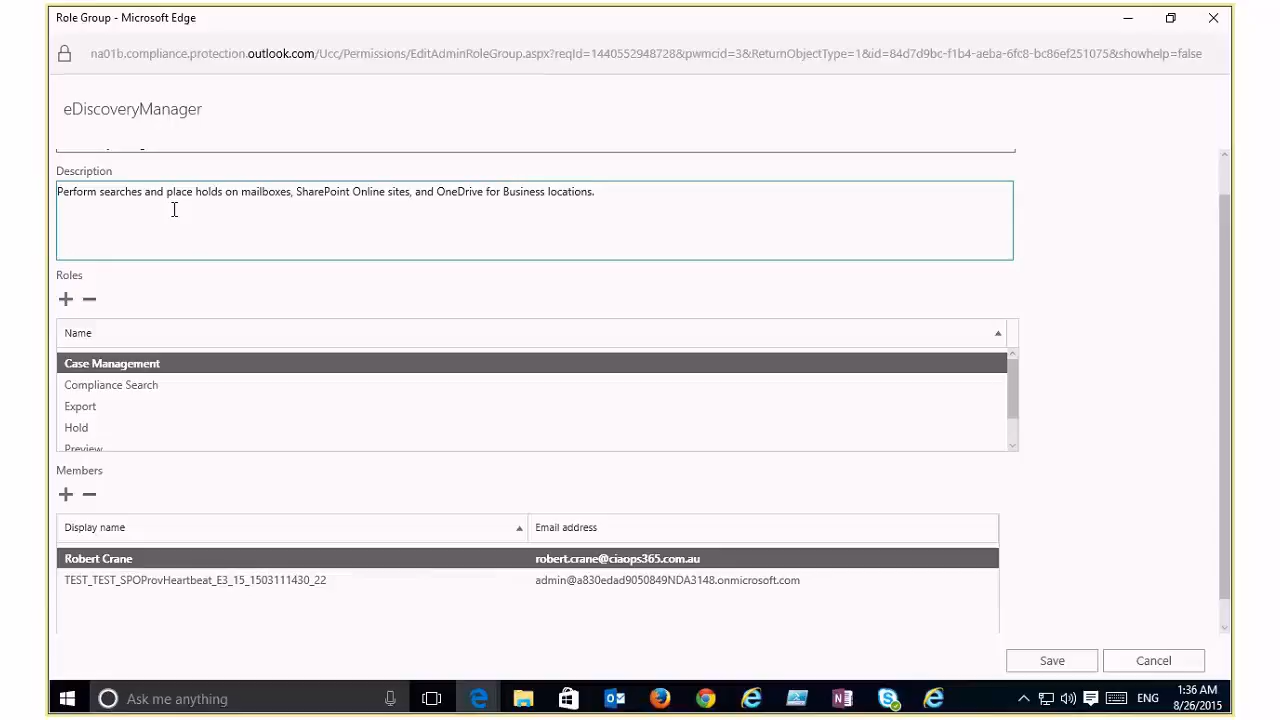 Role Group - Microsoft Edge
na01b.compliance.protection.outlook.com/Ucc/Permissions/EditAdminRoleGroup.aspx?reqId=1440552948728&pwmcid=3&ReturnObjectType=1&id=84d7d9bc-f1b4-aeba-6fc8-bc86ef251075&showhelp=false
eDiscoveryManager
Description
Perform searches and place holds on mailboxes, SharePoint Online sites, and OneDrive for Business locations.
Roles
Name
Case Management
Compliance Search
Export
Hold
Preview
Members
Display name Email address
Robert Crane robert.crane@ciaops365.com.au
TEST_TEST_SPOProvHeartbeat_E3_15_1503111430_22 admin@a830edad9050849NDA3148.onmicrosoft.com
Save Cancel
Ask me anything ENG 1:36 AM
8/26/2015